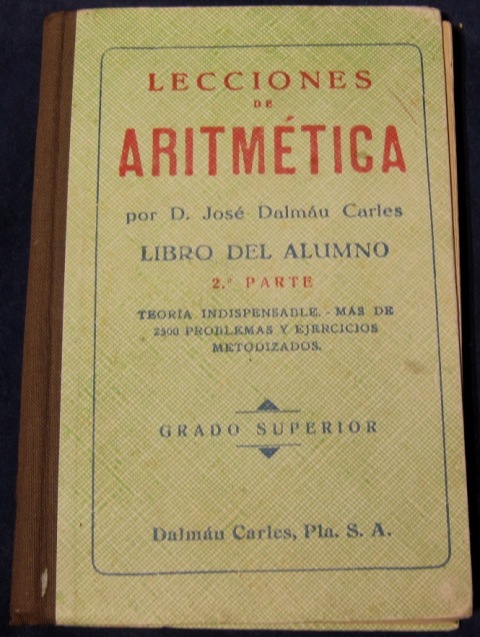 LECCIONES
DE
ARITMÉTICA
por D. José Dalmáu Carles
LIBRO DEL ALUMNO
2.ª PARTE
TEORÍA INDISPENSABLE. - MÁS DE
2500 PROBLEMAS Y EJERCICIOS
METODIZADOS.
GRADO SUPERIOR
Dalmáu Carles, Pla. S. A.